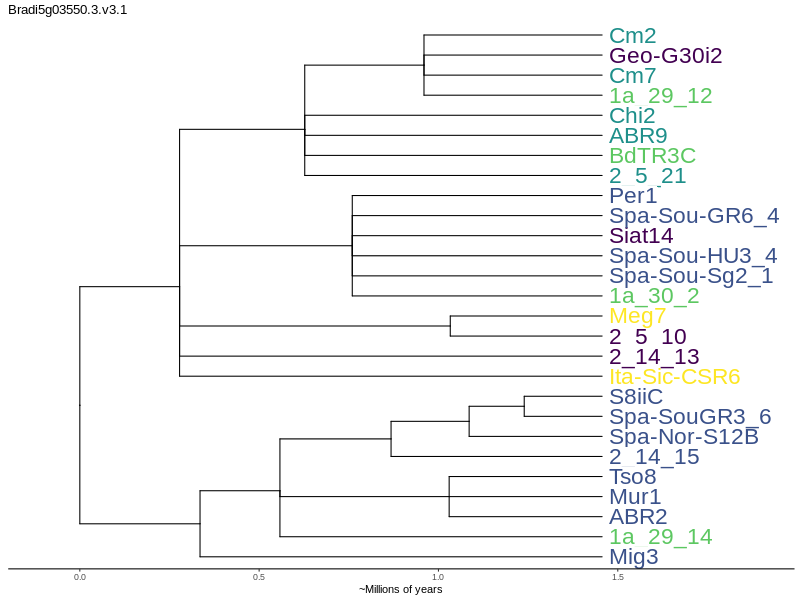 Bradi5g03550.3.v3.1
Cm2
Geo-G30i2
Cm7
1a_29_12
Chi2
ABR9
BdTR3C
2_5_21
Per1
Spa-Sou-GR6_4
Siat14
Spa-Sou-HU3_4
Spa-Sou-Sg2_1
1a_30_2
Meg7
2_5_10
2_14_13
Ita-Sic-CSR6
S8iiC
Spa-SouGR3_6
Spa-Nor-S12B
2_14_15
Tso8
Mur1
ABR2
1a_29_14
Mig3
0.0 0.5 1.0 1.5
~Millions of years